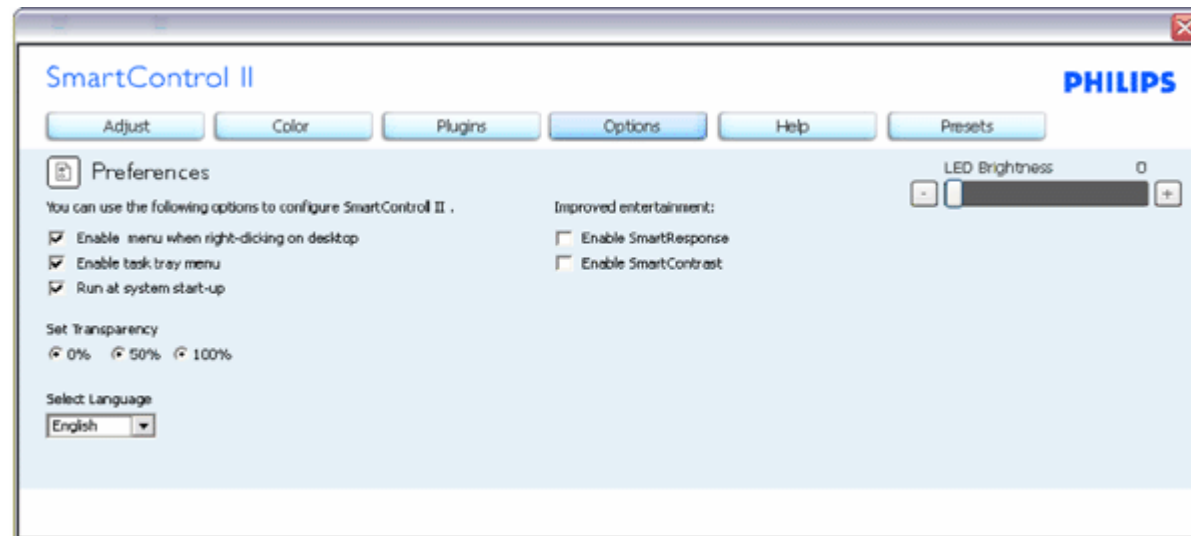 SmartControl II
PHILIPS
Adjust Color Plugins Options Help Presets
Preferences
LED Brightness 0
- +
You can use the following options to configure SmartControl II .
Enable menu when right-clicking on desktop
Enable task tray menu
Run at system start-up
Improved entertainment:
Enable SmartResponse
Enable SmartContrast
Set Transparency
0% 50% 100%
Select Language
English